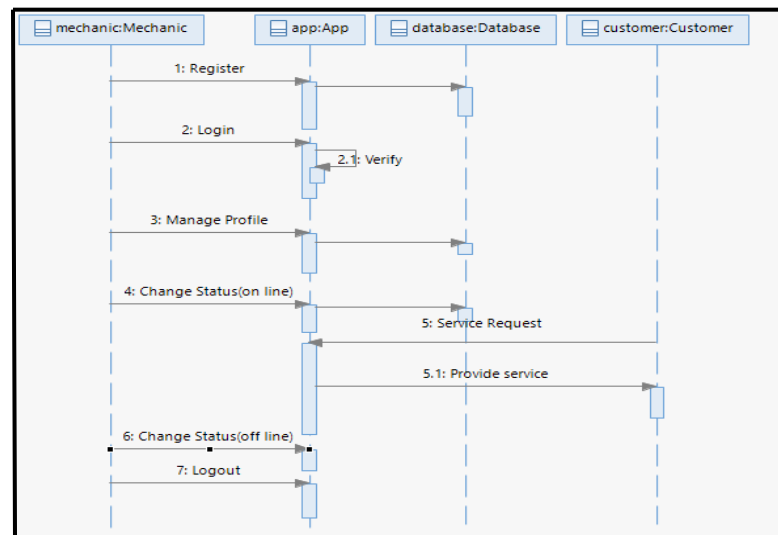 mechanic:Mechanic
app:App
database:Database
customer:Customer
1: Register
2: Login
2.1: Verify
3: Manage Profile
4: Change Status(on line)
5: Service Request
5.1: Provide service
6: Change Status(off line)
7: Logout